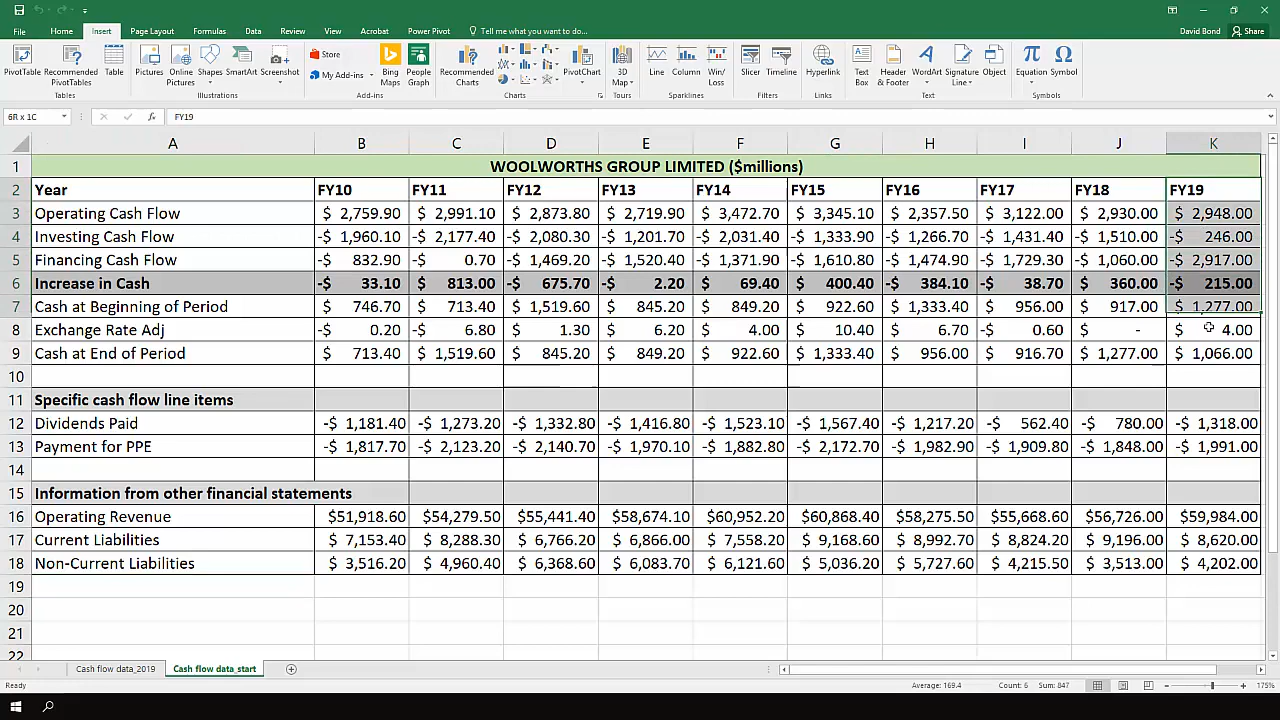 File Home Insert Page Layout Formulas Data Review View Acrobat Power Pivot Tell me what you want to do... David Bond Share
PivotTable Recommended PivotTables Table Pictures Online Pictures Shapes SmartArt Screenshot Store My Add-ins Bing Maps People Graph Recommended Charts PivotChart 3D Map Line Column Win/Loss Slicer Timeline Hyperlink Text Box Header & Footer WordArt Signature Line Object Equation Symbol
Tables Illustrations Add-ins Charts Tours Sparklines Filters Links Text Symbols
6R x 1C fx FY19
A B C D E F G H I J K
1 WOOLWORTHS GROUP LIMITED ($millions)
2 Year FY10 FY11 FY12 FY13 FY14 FY15 FY16 FY17 FY18 FY19
3 Operating Cash Flow $ 2,759.90 $ 2,991.10 $ 2,873.80 $ 2,719.90 $ 3,472.70 $ 3,345.10 $ 2,357.50 $ 3,122.00 $ 2,930.00 $ 2,948.00
4 Investing Cash Flow -$ 1,960.10 -$ 2,177.40 -$ 2,080.30 -$ 1,201.70 -$ 2,031.40 -$ 1,333.90 -$ 1,266.70 -$ 1,431.40 -$ 1,510.00 -$ 246.00
5 Financing Cash Flow -$ 832.90 -$ 0.70 -$ 1,469.20 -$ 1,520.40 -$ 1,371.90 -$ 1,610.80 -$ 1,474.90 -$ 1,729.30 -$ 1,060.00 -$ 2,917.00
6 Increase in Cash -$ 33.10 $ 813.00 -$ 675.70 -$ 2.20 $ 69.40 $ 400.40 -$ 384.10 -$ 38.70 $ 360.00 -$ 215.00
7 Cash at Beginning of Period $ 746.70 $ 713.40 $ 1,519.60 $ 845.20 $ 849.20 $ 922.60 $ 1,333.40 $ 956.00 $ 917.00 $ 1,277.00
8 Exchange Rate Adj -$ 0.20 -$ 6.80 $ 1.30 $ 6.20 $ 4.00 $ 10.40 $ 6.70 -$ 0.60 $ - $ 4.00
9 Cash at End of Period $ 713.40 $ 1,519.60 $ 845.20 $ 849.20 $ 922.60 $ 1,333.40 $ 956.00 $ 916.70 $ 1,277.00 $ 1,066.00
10
11 Specific cash flow line items
12 Dividends Paid -$ 1,181.40 -$ 1,273.20 -$ 1,332.80 -$ 1,416.80 -$ 1,523.10 -$ 1,567.40 -$ 1,217.20 -$ 562.40 -$ 780.00 -$ 1,318.00
13 Payment for PPE -$ 1,817.70 -$ 2,123.20 -$ 2,140.70 -$ 1,970.10 -$ 1,882.80 -$ 2,172.70 -$ 1,982.90 -$ 1,909.80 -$ 1,848.00 -$ 1,991.00
14
15 Information from other financial statements
16 Operating Revenue $51,918.60 $54,279.50 $55,441.40 $58,674.10 $60,952.20 $60,868.40 $58,275.50 $55,668.60 $56,726.00 $59,984.00
17 Current Liabilities $ 7,153.40 $ 8,288.30 $ 6,766.20 $ 6,866.00 $ 7,558.20 $ 9,168.60 $ 8,992.70 $ 8,824.20 $ 9,196.00 $ 8,620.00
18 Non-Current Liabilities $ 3,516.20 $ 4,960.40 $ 6,368.60 $ 6,083.70 $ 6,121.60 $ 5,036.20 $ 5,727.60 $ 4,215.50 $ 3,513.00 $ 4,202.00
19
20
21
22
Cash flow data_2019 Cash flow data_start
Ready Average: 169.4 Count: 6 Sum: 847 175%